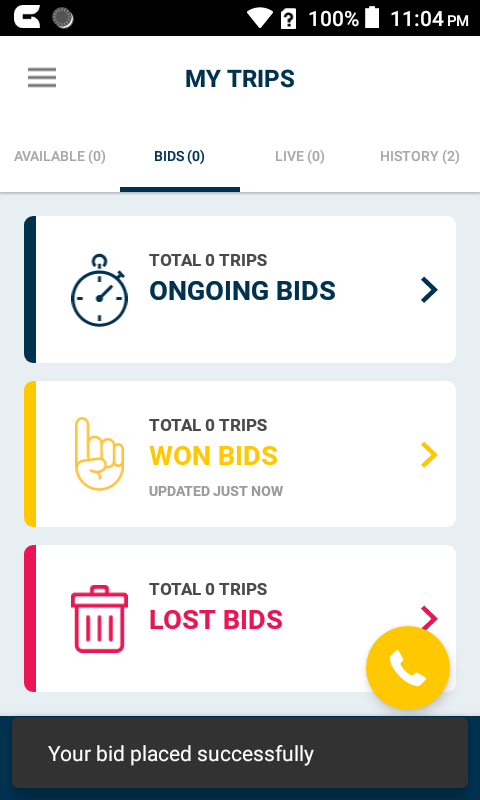 100% 11:04 PM
MY TRIPS
AVAILABLE (0) BIDS (0) LIVE (0) HISTORY (2)
TOTAL 0 TRIPS
ONGOING BIDS
TOTAL 0 TRIPS
WON BIDS
UPDATED JUST NOW
TOTAL 0 TRIPS
LOST BIDS
Your bid placed successfully